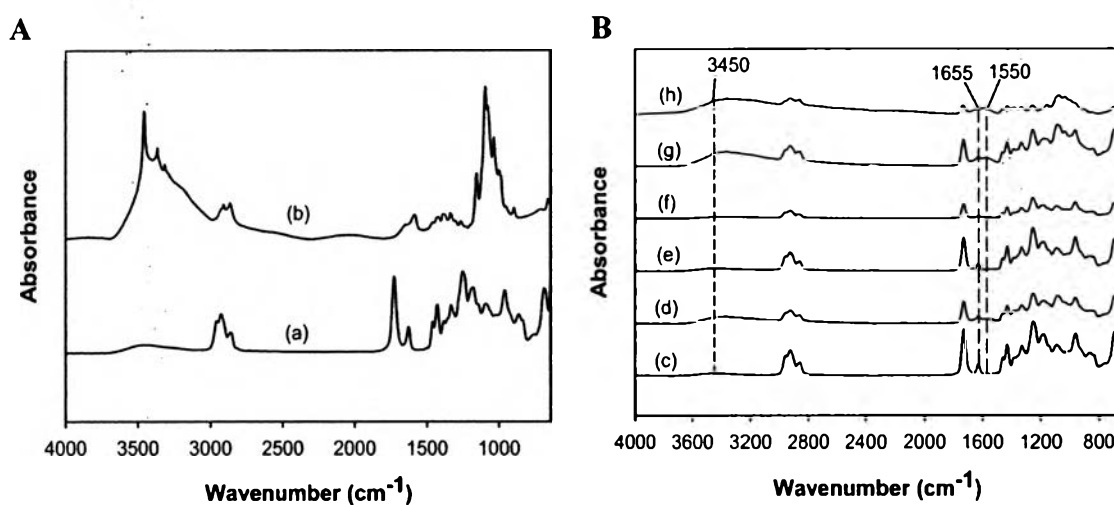 A
Absorbance
(b)
(a)
4000 3500 3000 2500 2000 1500 1000
Wavenumber (cm-1)
B
Absorbance
3450
1655
1550
(h)
(g)
(f)
(e)
(d)
(c)
4000 3600 3200 2800 2400 2000 1600 1200 800
Wavenumber (cm-1)